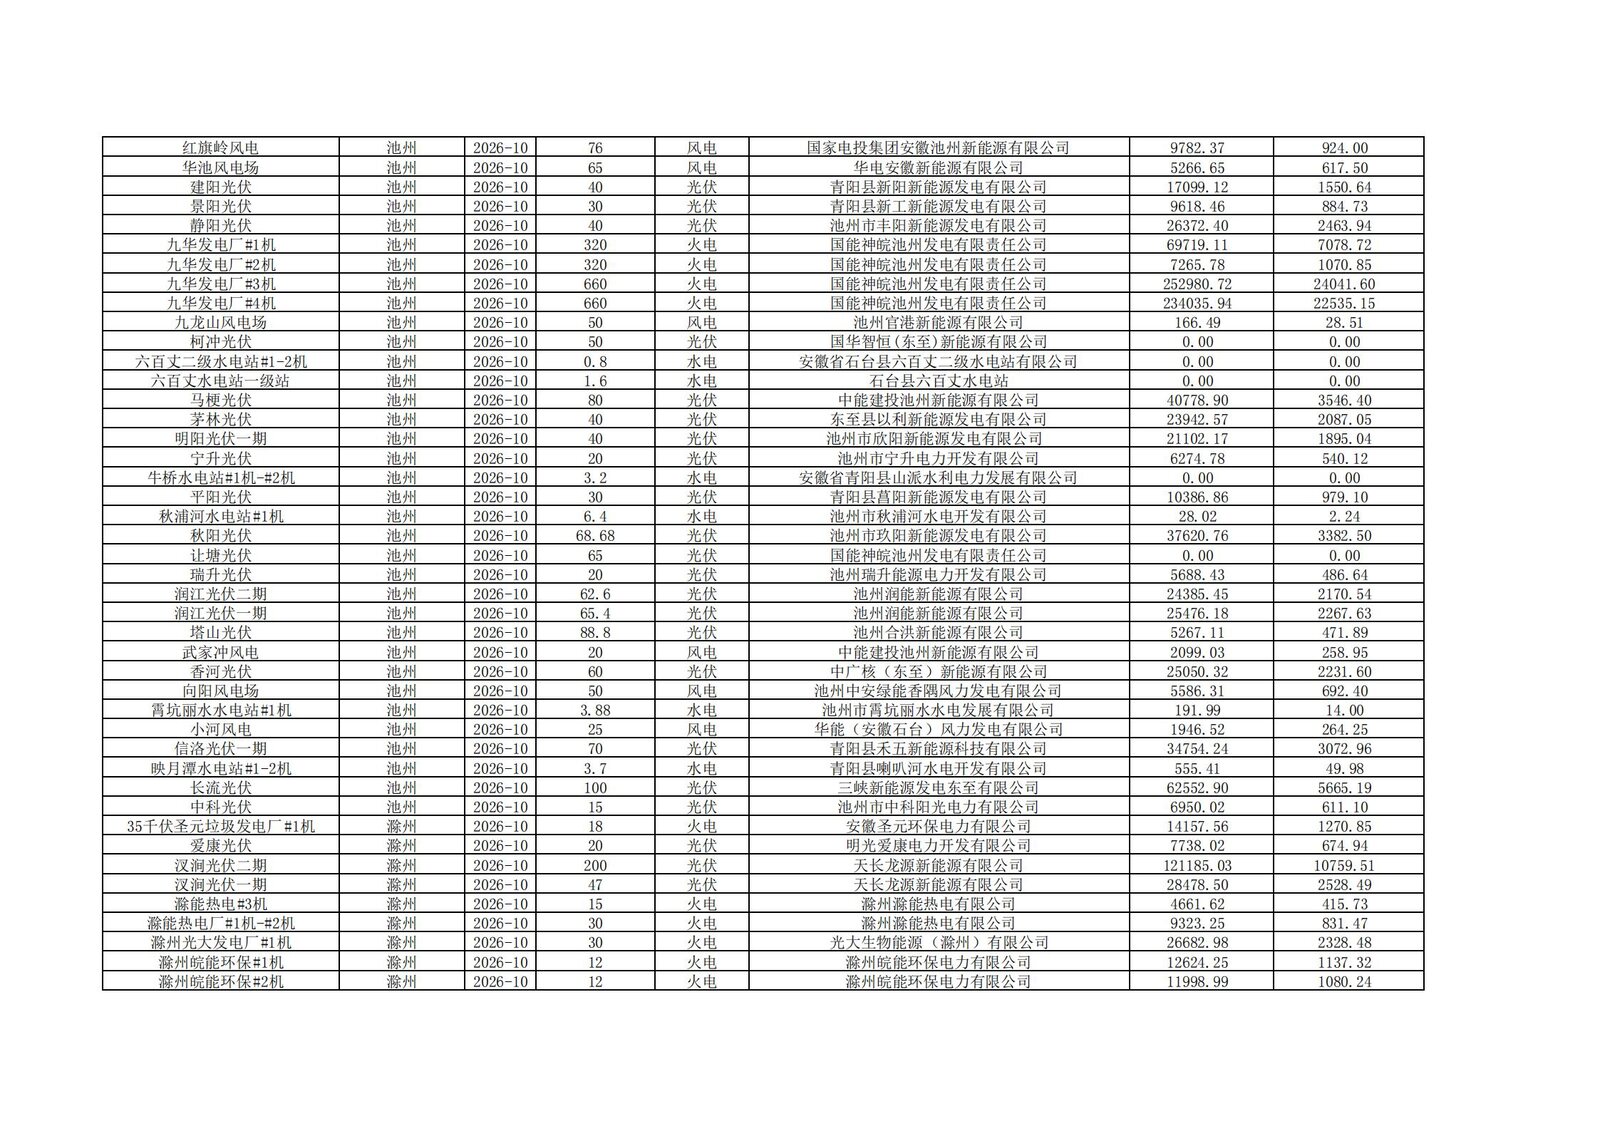 红旗岭风电 池州 2026-10 76 风电 国家电投集团安徽池州新能源有限公司 9782.37 924.00
华池风电场 池州 2026-10 65 风电 华电安徽新能源有限公司 5266.65 617.50
建阳光伏 池州 2026-10 40 光伏 青阳县新阳新能源发电有限公司 17099.12 1550.64
景阳光伏 池州 2026-10 30 光伏 青阳县新工新能源发电有限公司 9618.46 884.73
静阳光伏 池州 2026-10 40 光伏 池州市丰阳新能源发电有限公司 26372.40 2463.94
九华发电厂#1机 池州 2026-10 320 火电 国能神皖池州发电有限责任公司 69719.11 7078.72
九华发电厂#2机 池州 2026-10 320 火电 国能神皖池州发电有限责任公司 7265.78 1070.85
九华发电厂#3机 池州 2026-10 660 火电 国能神皖池州发电有限责任公司 252980.72 24041.60
九华发电厂#4机 池州 2026-10 660 火电 国能神皖池州发电有限责任公司 234035.94 22535.15
九龙山风电场 池州 2026-10 50 风电 池州官港新能源有限公司 166.49 28.51
柯冲光伏 池州 2026-10 50 光伏 国华智恒(东至)新能源有限公司 0.00 0.00
六百丈二级水电站#1-2机 池州 2026-10 0.8 水电 安徽省石台县六百丈二级水电站有限公司 0.00 0.00
六百丈水电站一级站 池州 2026-10 1.6 水电 石台县六百丈水电站 0.00 0.00
马梗光伏 池州 2026-10 80 光伏 中能建投池州新能源有限公司 40778.90 3546.40
茅林光伏 池州 2026-10 40 光伏 东至县以利新能源发电有限公司 23942.57 2087.05
明阳光伏一期 池州 2026-10 40 光伏 池州市欣阳新能源发电有限公司 21102.17 1895.04
宁升光伏 池州 2026-10 20 光伏 池州市宁升电力开发有限公司 6274.78 540.12
牛桥水电站#1机-#2机 池州 2026-10 3.2 水电 安徽省青阳县山派水利电力发展有限公司 0.00 0.00
平阳光伏 池州 2026-10 30 光伏 青阳县菖阳新能源发电有限公司 10386.86 979.10
秋浦河水电站#1机 池州 2026-10 6.4 水电 池州市秋浦河水电开发有限公司 28.02 2.24
秋阳光伏 池州 2026-10 68.68 光伏 池州市玖阳新能源发电有限公司 37620.76 3382.50
让塘光伏 池州 2026-10 65 光伏 国能神皖池州发电有限责任公司 0.00 0.00
瑞升光伏 池州 2026-10 20 光伏 池州瑞升能源电力开发有限公司 5688.43 486.64
润江光伏二期 池州 2026-10 62.6 光伏 池州润能新能源有限公司 24385.45 2170.54
润江光伏一期 池州 2026-10 65.4 光伏 池州润能新能源有限公司 25476.18 2267.63
塔山光伏 池州 2026-10 88.8 光伏 池州合洪新能源有限公司 5267.11 471.89
武家冲风电 池州 2026-10 20 风电 中能建投池州新能源有限公司 2099.03 258.95
香河光伏 池州 2026-10 60 光伏 中广核（东至）新能源有限公司 25050.32 2231.60
向阳风电场 池州 2026-10 50 风电 池州中安绿能香隅风力发电有限公司 5586.31 692.40
霄坑丽水水电站#1机 池州 2026-10 3.88 水电 池州市霄坑丽水水电发展有限公司 191.99 14.00
小河风电 池州 2026-10 25 风电 华能（安徽石台）风力发电有限公司 1946.52 264.25
信洛光伏一期 池州 2026-10 70 光伏 青阳县禾五新能源科技有限公司 34754.24 3072.96
映月潭水电站#1-2机 池州 2026-10 3.7 水电 青阳县喇叭河水电开发有限公司 555.41 49.98
长流光伏 池州 2026-10 100 光伏 三峡新能源发电东至有限公司 62552.90 5665.19
中科光伏 池州 2026-10 15 光伏 池州市中科阳光电力有限公司 6950.02 611.10
35千伏圣元垃圾发电厂#1机 滁州 2026-10 18 火电 安徽圣元环保电力有限公司 14157.56 1270.85
爱康光伏 滁州 2026-10 20 光伏 明光爱康电力开发有限公司 7738.02 674.94
汊涧光伏二期 滁州 2026-10 200 光伏 天长龙源新能源有限公司 121185.03 10759.51
汊涧光伏一期 滁州 2026-10 47 光伏 天长龙源新能源有限公司 28478.50 2528.49
滁能热电#3机 滁州 2026-10 15 火电 滁州滁能热电有限公司 4661.62 415.73
滁能热电厂#1机-#2机 滁州 2026-10 30 火电 滁州滁能热电有限公司 9323.25 831.47
滁州光大发电厂#1机 滁州 2026-10 30 火电 光大生物能源（滁州）有限公司 26682.98 2328.48
滁州皖能环保#1机 滁州 2026-10 12 火电 滁州皖能环保电力有限公司 12624.25 1137.32
滁州皖能环保#2机 滁州 2026-10 12 火电 滁州皖能环保电力有限公司 11998.99 1080.24